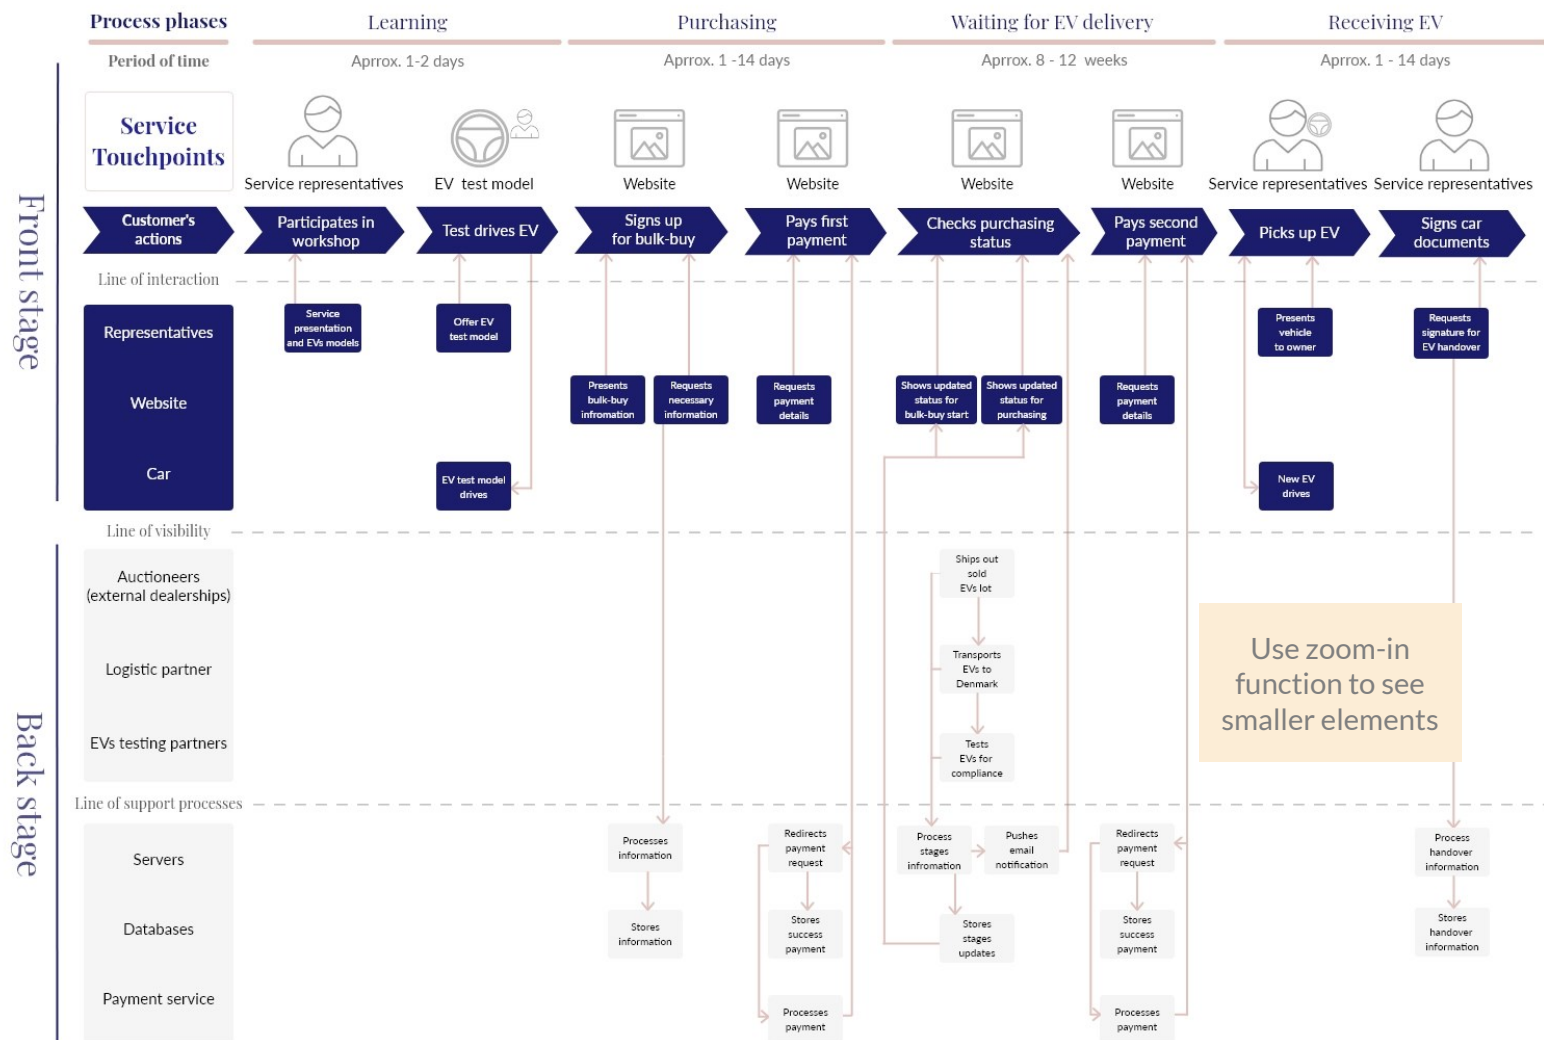 Process phases
Learning
Purchasing
Waiting for EV delivery
Receiving EV
Period of time
Aprrox. 1-2 days
Aprrox. 1 -14 days
Aprrox. 8 - 12 weeks
Aprrox. 1 - 14 days
Front stage
Service
Touchpoints
Service representatives
EV test model
Website
Website
Website
Website
Service representatives
Service representatives
Customer's
actions
Participates in
workshop
Test drives EV
Signs up
for bulk-buy
Pays first
payment
Checks purchasing
status
Pays second
payment
Picks up EV
Signs car
documents
Line of interaction
Representatives
Service
presentation
and EVs models
Offer EV
test model
Presents
vehicle
to owner
Requests
signature for
EV handover
Website
Presents
bulk-buy
infromation
Requests
necessary
information
Requests
payment
details
Shows updated
status for
bulk-buy start
Shows updated
status for
purchasing
Requests
payment
details
Car
EV test model
drives
New EV
drives
Line of visibility
Back stage
Auctioneers
(external dealerships)
Ships out
sold
EVs lot
Logistic partner
Transports
EVs to
Denmark
EVs testing partners
Tests
EVs for
compliance
Use zoom-in
function to see
smaller elements
Line of support processes
Servers
Processes
information
Redirects
payment
request
Process
stages
infromation
Pushes
email
notification
Redirects
payment
request
Process
handover
information
Databases
Stores
information
Stores
success
payment
Stores
stages
updates
Stores
success
payment
Stores
handover
information
Payment service
Processes
payment
Processes
payment